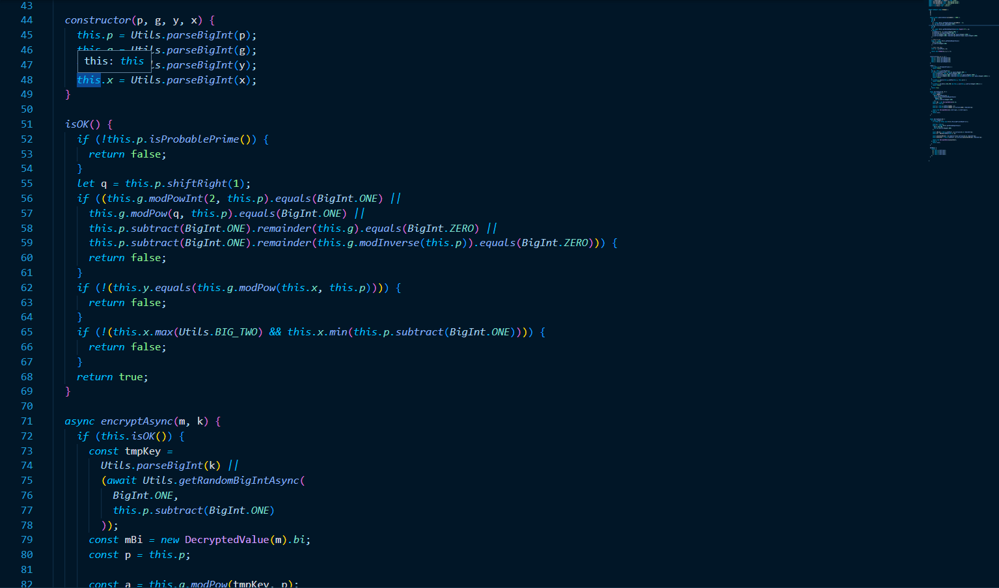 43
44 constructor(p, g, y, x) {
45 this.p = Utils.parseBigInt(p);
46 this.g = Utils.parseBigInt(g);
this: this
47 ls.parseBigInt(y);
48 this.x = Utils.parseBigInt(x);
49 }
50
51 isOK() {
52 if (!this.p.isProbablePrime()) {
53 return false;
54 }
55 let q = this.p.shiftRight(1);
56 if ((this.g.modPowInt(2, this.p).equals(BigInt.ONE) ||
57 this.g.modPow(q, this.p).equals(BigInt.ONE) ||
58 this.p.subtract(BigInt.ONE).remainder(this.g).equals(BigInt.ZERO) ||
59 this.p.subtract(BigInt.ONE).remainder(this.g.modInverse(this.p)).equals(BigInt.ZERO))) {
60 return false;
61 }
62 if (!(this.y.equals(this.g.modPow(this.x, this.p)))) {
63 return false;
64 }
65 if (!(this.x.max(Utils.BIG_TWO) && this.x.min(this.p.subtract(BigInt.ONE)))) {
66 return false;
67 }
68 return true;
69 }
70
71 async encryptAsync(m, k) {
72 if (this.isOK()) {
73 const tmpKey =
74 Utils.parseBigInt(k) ||
75 (await Utils.getRandomBigIntAsync(
76 BigInt.ONE,
77 this.p.subtract(BigInt.ONE)
78 ));
79 const mBi = new DecryptedValue(m).bi;
80 const p = this.p;
81
82 const a = this.g.modPow(tmpKey, p);